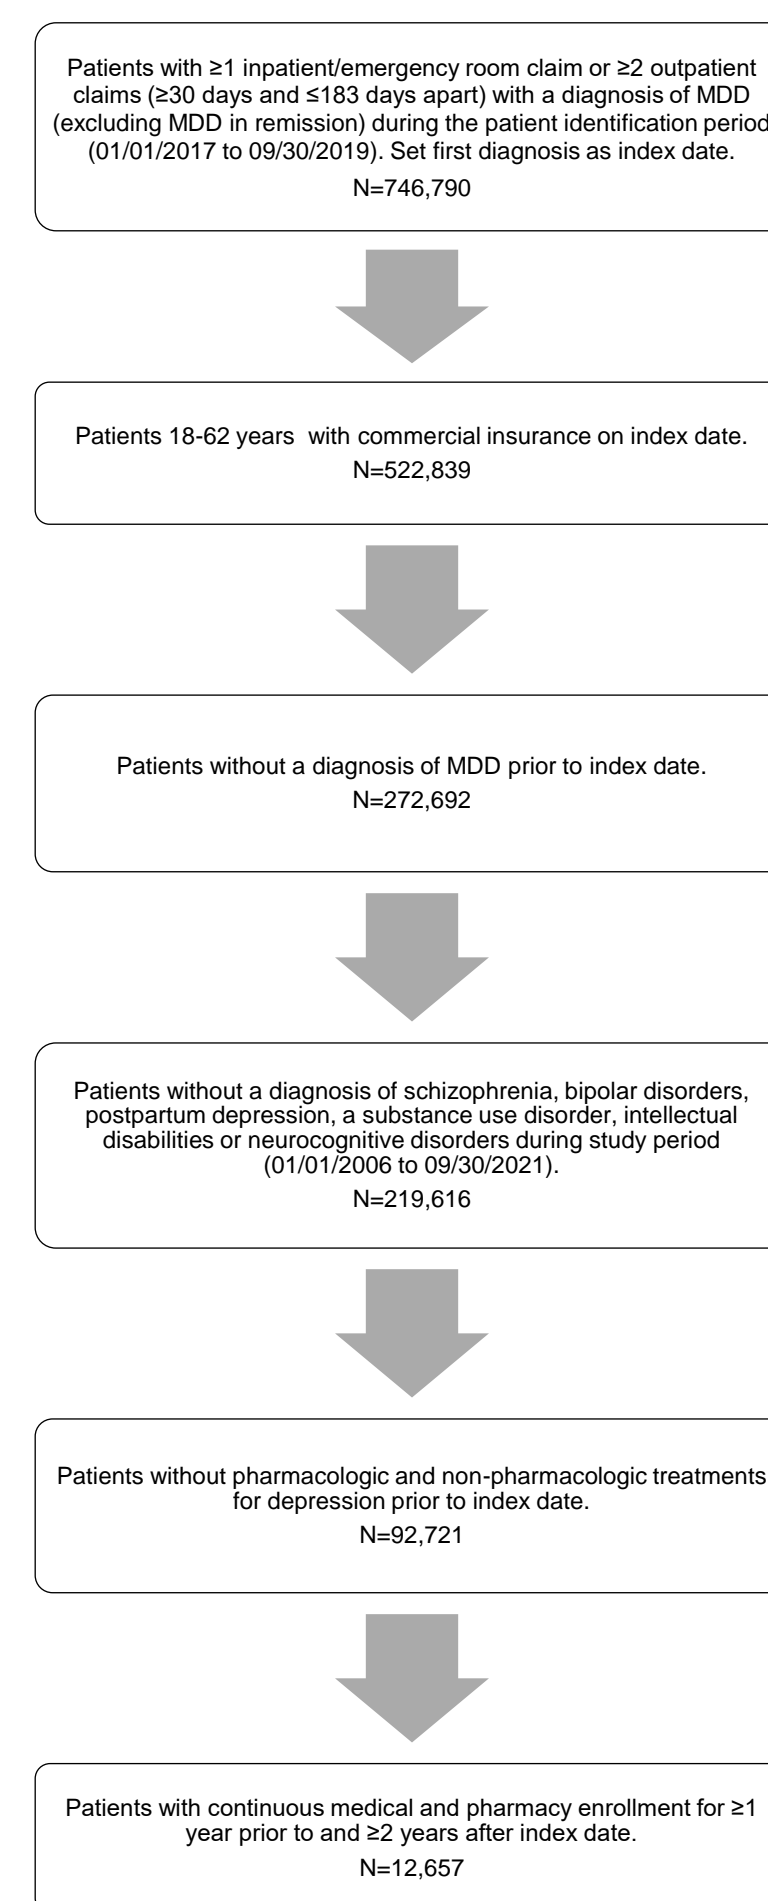 Patients with ≥1 inpatient/emergency room claim or ≥2 outpatient
claims (≥30 days and ≤183 days apart) with a diagnosis of MDD
(excluding MDD in remission) during the patient identification period
(01/01/2017 to 09/30/2019). Set first diagnosis as index date.
N=746,790
Patients 18-62 years  with commercial insurance on index date.
N=522,839
Patients without a diagnosis of MDD prior to index date.
N=272,692
Patients without a diagnosis of schizophrenia, bipolar disorders,
postpartum depression, a substance use disorder, intellectual
disabilities or neurocognitive disorders during study period
(01/01/2006 to 09/30/2021).
N=219,616
Patients without pharmacologic and non-pharmacologic treatments
for depression prior to index date.
N=92,721
Patients with continuous medical and pharmacy enrollment for ≥1
year prior to and ≥2 years after index date.
N=12,657